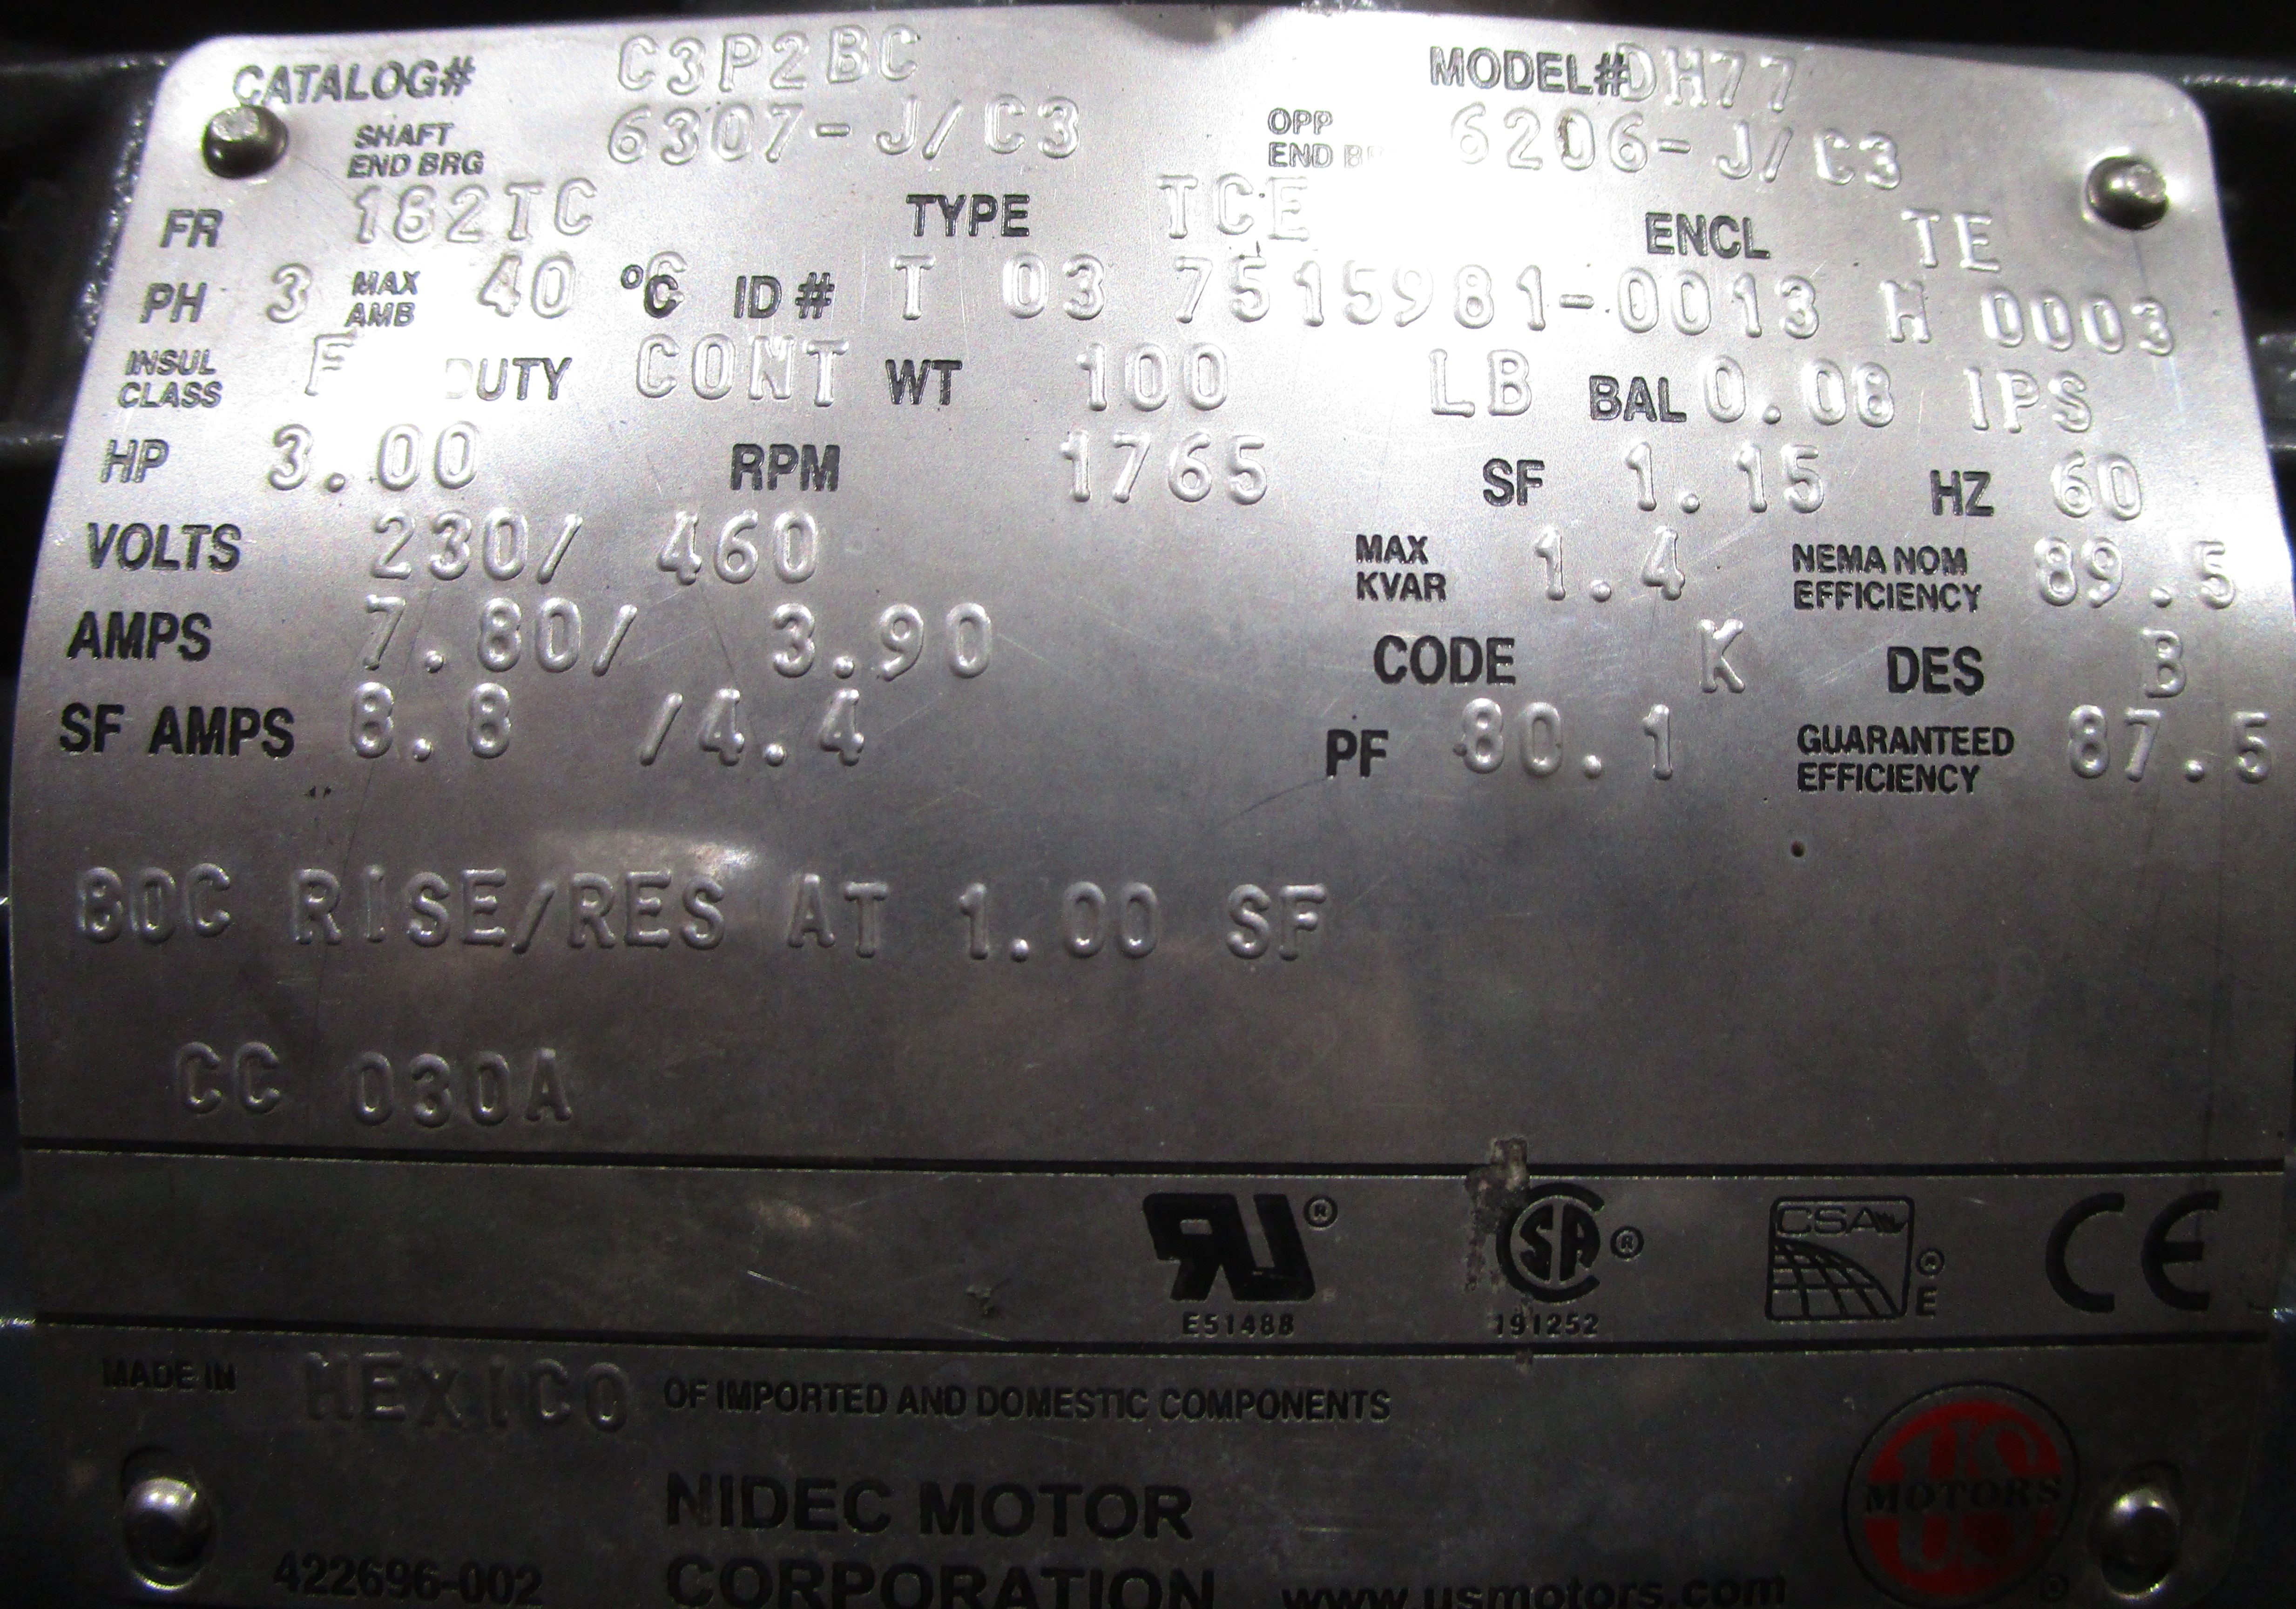 CATALOG# C3P2BC MODEL# DH77
SHAFT END BRG 6307-J/C3 OPP END BR 6206-J/C3
FR 182TC TYPE TCE ENCL TE
PH 3 MAX AMB 40 °C ID# T 03 7515981-0013 M 0003
INSUL CLASS F DUTY CONT WT 100 LB BAL 0.08 IPS
HP 3.00 RPM 1765 SF 1.15 HZ 60
VOLTS 230/ 460 MAX KVAR 1.4 NEMA NOM EFFICIENCY 89.5
AMPS 7.80/ 3.90 CODE K DES B
SF AMPS 8.8 /4.4 PF 80.1 GUARANTEED EFFICIENCY 87.5
80C RISE/RES AT 1.00 SF
CC 030A
RU® SA® CSA® CE
E51488 191252 E
MADE IN MEXICO OF IMPORTED AND DOMESTIC COMPONENTS
NIDEC MOTOR
CORPORATION
422696-002 www.usmotors.com
US MOTORS